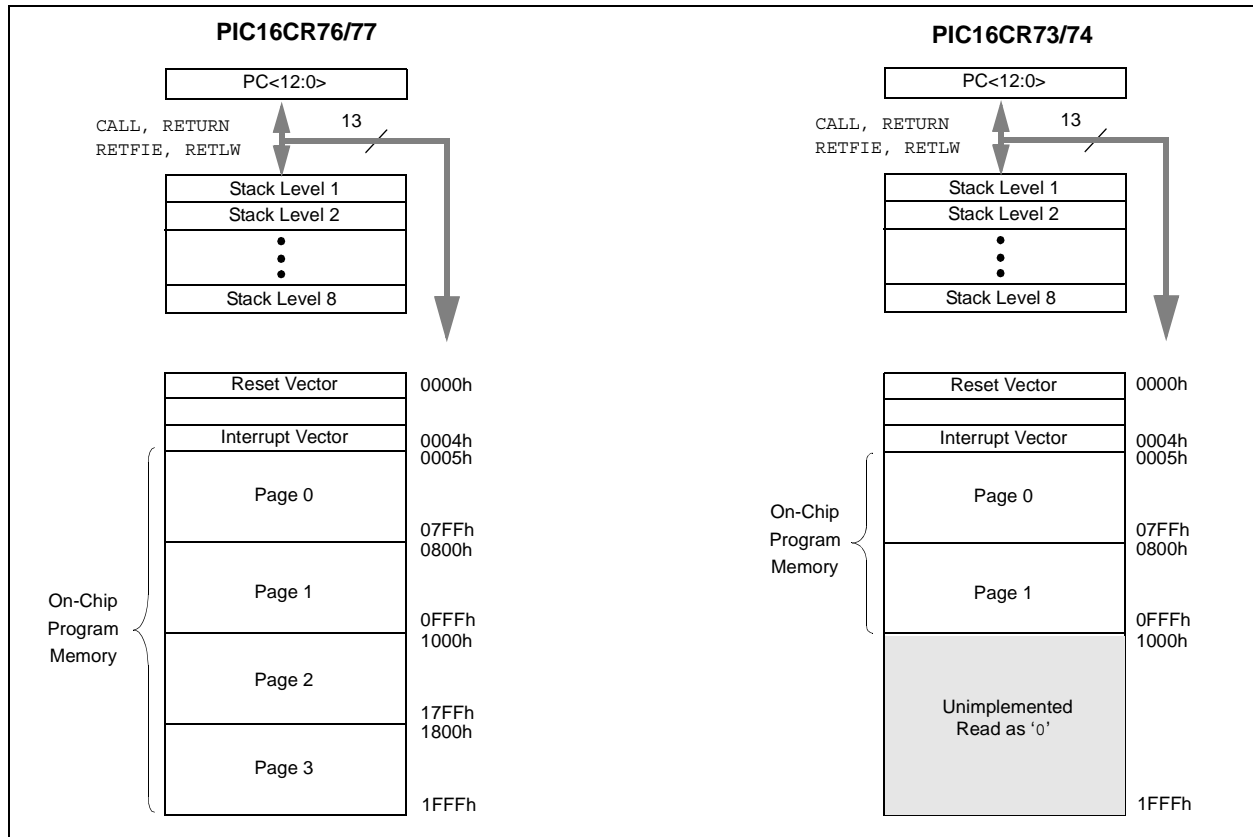 PIC16CR76/77
PC<12:0>
CALL, RETURN
RETFIE, RETLW
13
Stack Level 1
Stack Level 2
Stack Level 8
Reset Vector
0000h
Interrupt Vector
0004h
0005h
Page 0
07FFh
0800h
Page 1
0FFFh
1000h
On-Chip
Program
Memory
Page 2
17FFh
1800h
Page 3
1FFFh
PIC16CR73/74
PC<12:0>
CALL, RETURN
RETFIE, RETLW
13
Stack Level 1
Stack Level 2
Stack Level 8
Reset Vector
0000h
Interrupt Vector
0004h
0005h
Page 0
On-Chip
Program
Memory
07FFh
0800h
Page 1
0FFFh
1000h
Unimplemented
Read as ‘0’
1FFFh